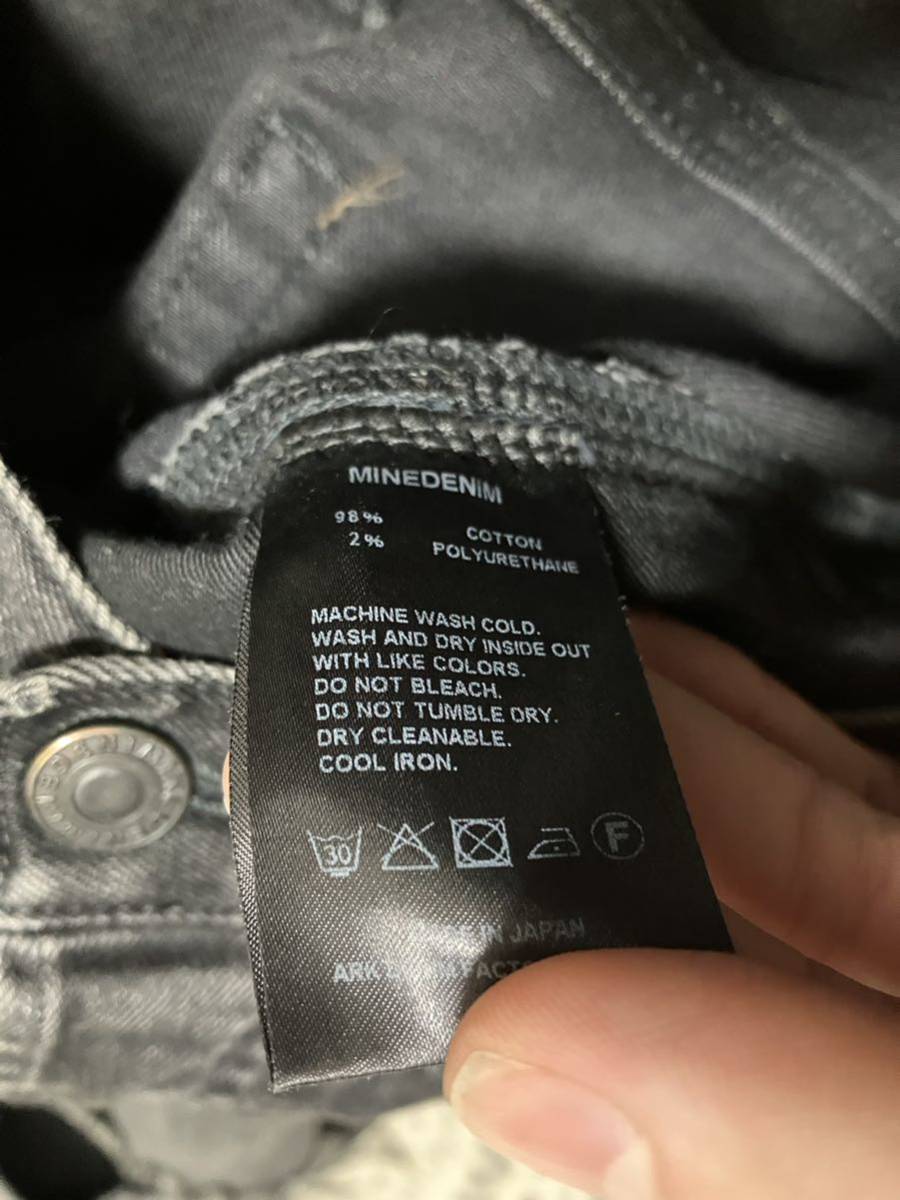 MINEDENIM
98% COTTON
2% POLYURETHANE
MACHINE WASH COLD.
WASH AND DRY INSIDE OUT
WITH LIKE COLORS.
DO NOT BLEACH.
DO NOT TUMBLE DRY.
DRY CLEANABLE.
COOL IRON.
30 F
IN JAPAN
ARK